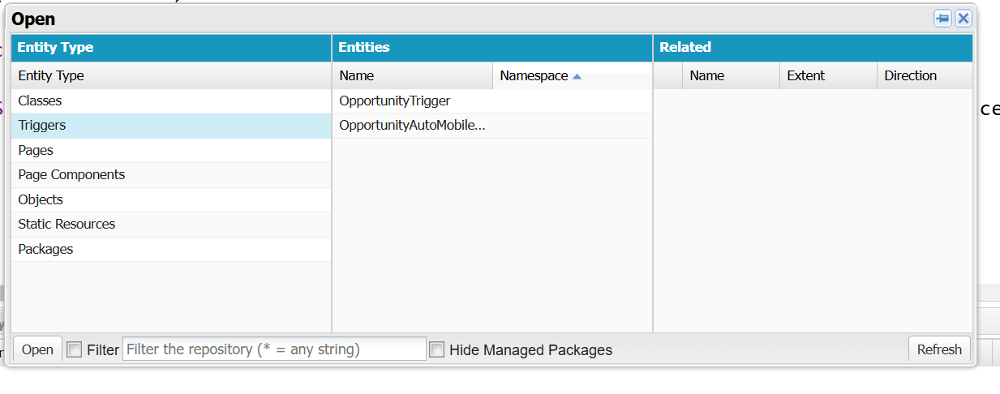 Open
Entity Type Entities Related
Entity Type Name Namespace Name Extent Direction
Classes OpportunityTrigger
Triggers OpportunityAutoMobile...
Pages
Page Components
Objects
Static Resources
Packages
Open Filter Filter the repository (* = any string) Hide Managed Packages Refresh
ce